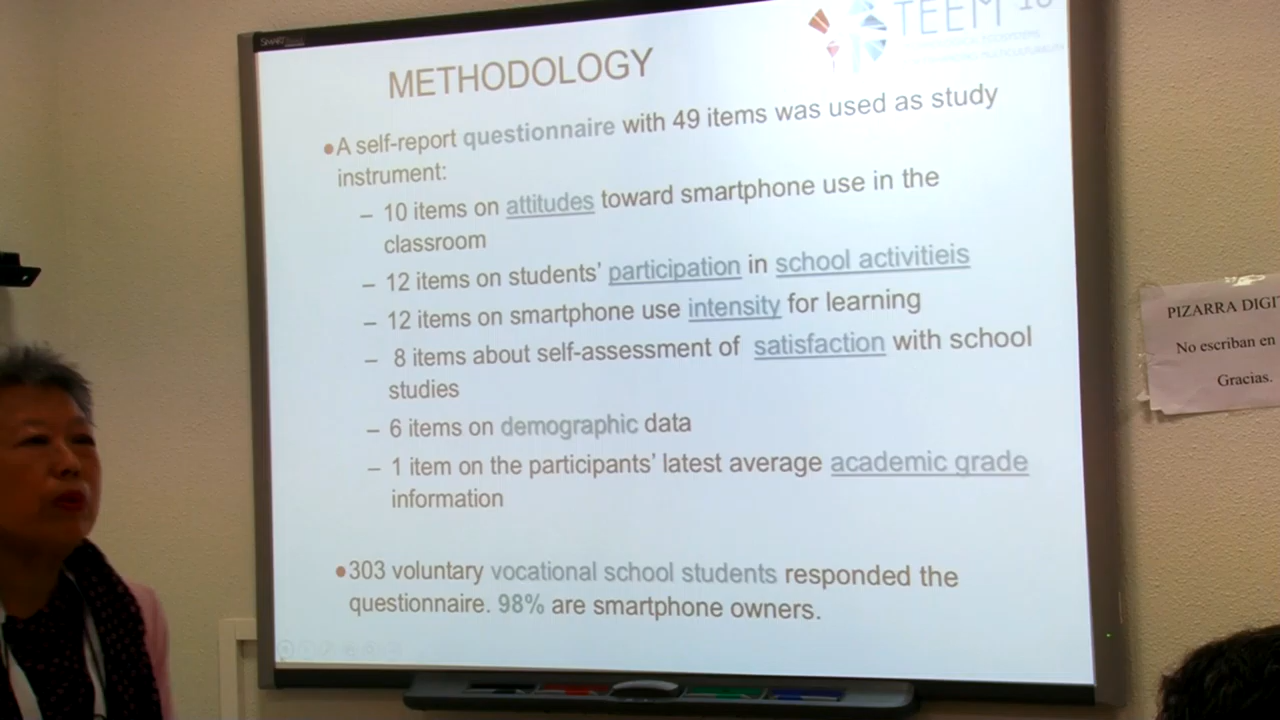 SMART
TEEM
METHODOLOGY
•A self-report questionnaire with 49 items was used as study
instrument:
– 10 items on attitudes toward smartphone use in the
classroom
– 12 items on students’ participation in school activitieis
– 12 items on smartphone use intensity for learning
– 8 items about self-assessment of satisfaction with school
studies
– 6 items on demographic data
– 1 item on the participants’ latest average academic grade
information
•303 voluntary vocational school students responded the
questionnaire. 98% are smartphone owners.
PIZARRA DIGIT
No escriban en
Gracias.